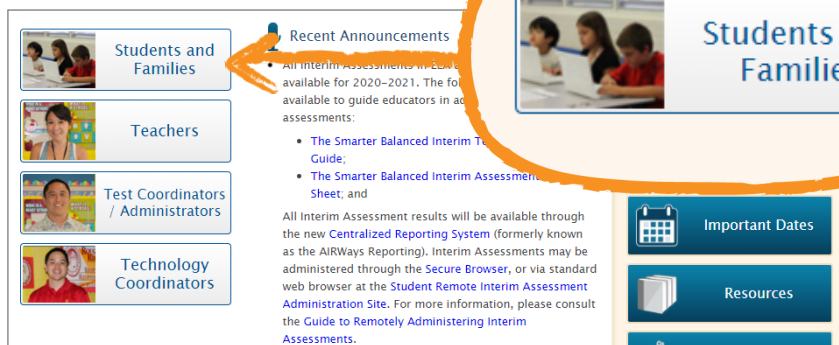 Students and
Families
Teachers
Test Coordinators
/ Administrators
Technology
Coordinators
Recent Announcements
All Interim Assessments in
available for 2020-2021. The
available to guide educators in
assessments:
The Smarter Balanced Interim
Guide;
The Smarter Balanced Interim Assessment
Sheet; and
All Interim Assessment results will be available through
the new Centralized Reporting System (formerly known
as the AIRWays Reporting). Interim Assessments may be
administered through the Secure Browser, or via standard
web browser at the Student Remote Interim Assessment
Administration Site. For more information, please consult
the Guide to Remotely Administering Interim
Assessments.
Students
Important Dates
Resources